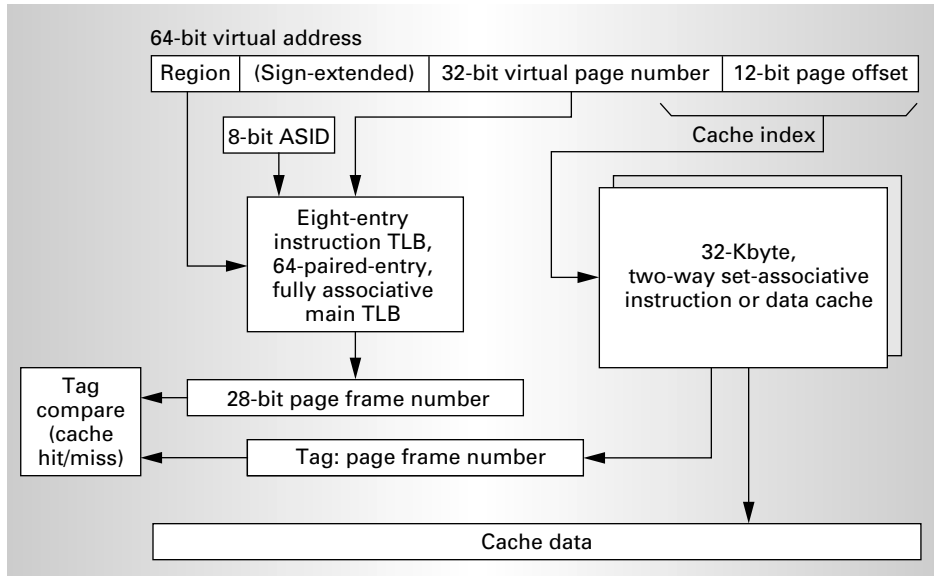 64-bit virtual address
Region
(Sign-extended)
32-bit virtual page number
12-bit page offset
8-bit ASID
Cache index
Eight-entry
instruction TLB,
64-paired-entry,
fully associative
main TLB
32-Kbyte,
two-way set-associative
instruction or data cache
Tag
compare
(cache
hit/miss)
28-bit page frame number
Tag: page frame number
Cache data